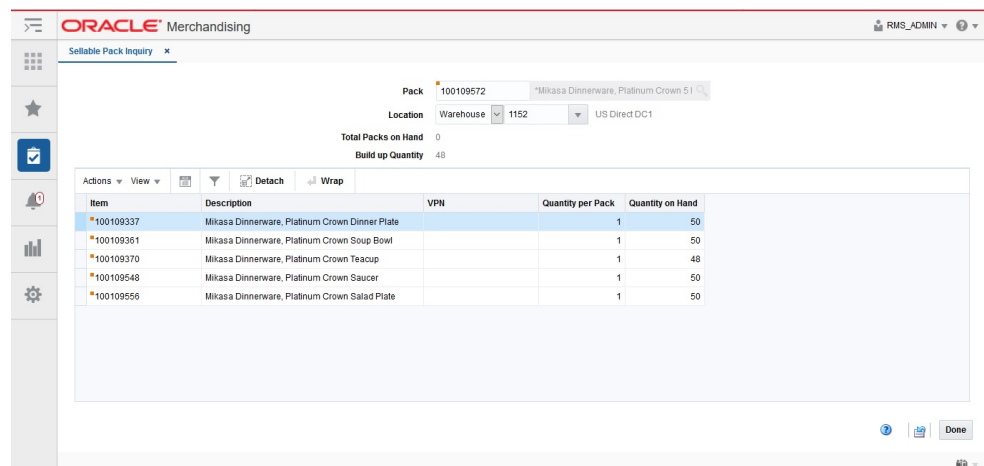 ORACLE® Merchandising
RMS_ADMIN
Sellable Pack Inquiry ×
Pack 100109572 *Mikasa Dinnerware, Platinum Crown 5
Location Warehouse 1152 US Direct DC1
Total Packs on Hand 0
Build up Quantity 48
Actions View Detach Wrap
Item Description VPN Quantity per Pack Quantity on Hand
1
100109337 Mikasa Dinnerware, Platinum Crown Dinner Plate 1 50
100109361 Mikasa Dinnerware, Platinum Crown Soup Bowl 1 50
100109370 Mikasa Dinnerware, Platinum Crown Teacup 1 48
100109548 Mikasa Dinnerware, Platinum Crown Saucer 1 50
100109556 Mikasa Dinnerware, Platinum Crown Salad Plate 1 50
Done